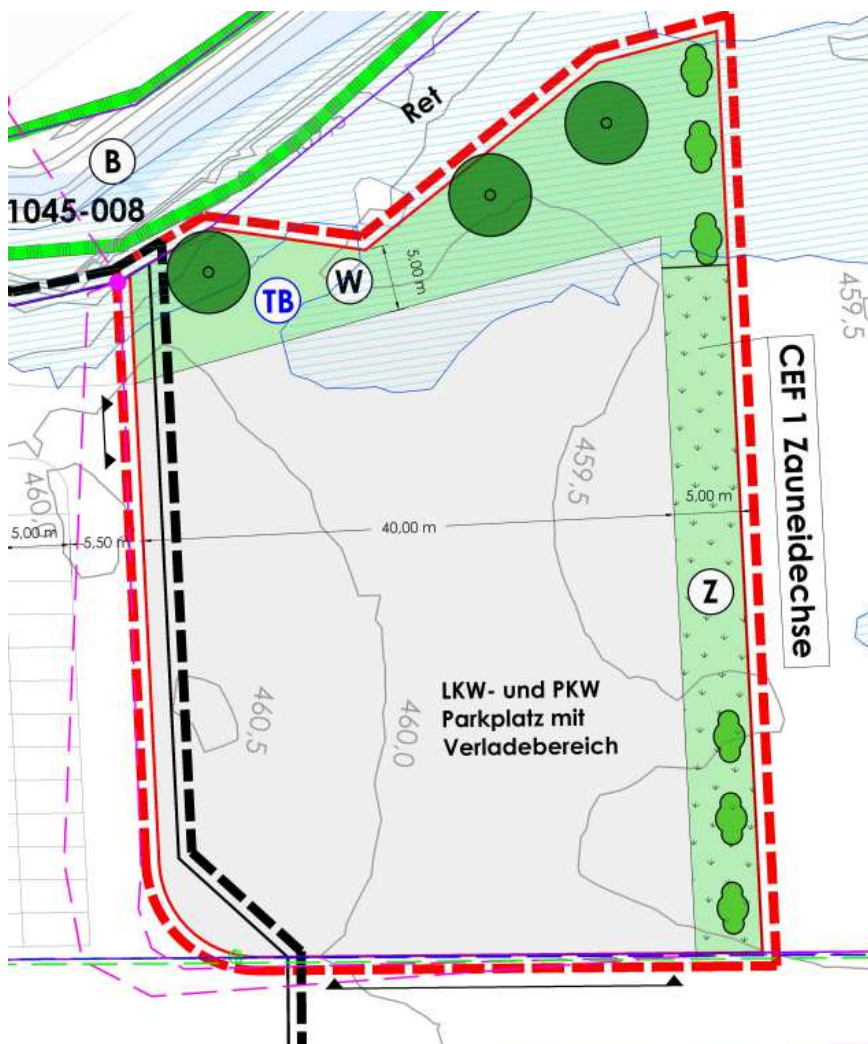 Ret
B
1045-008
W
TB
5,00 m
459,5
CEF 1 Zauneidechse
459,5
460,0
5,00 m
5,50 m
40,00 m
5,00 m
Z
LKW- und PKW
Parkplatz mit
Verladebereich
460,5
460,0